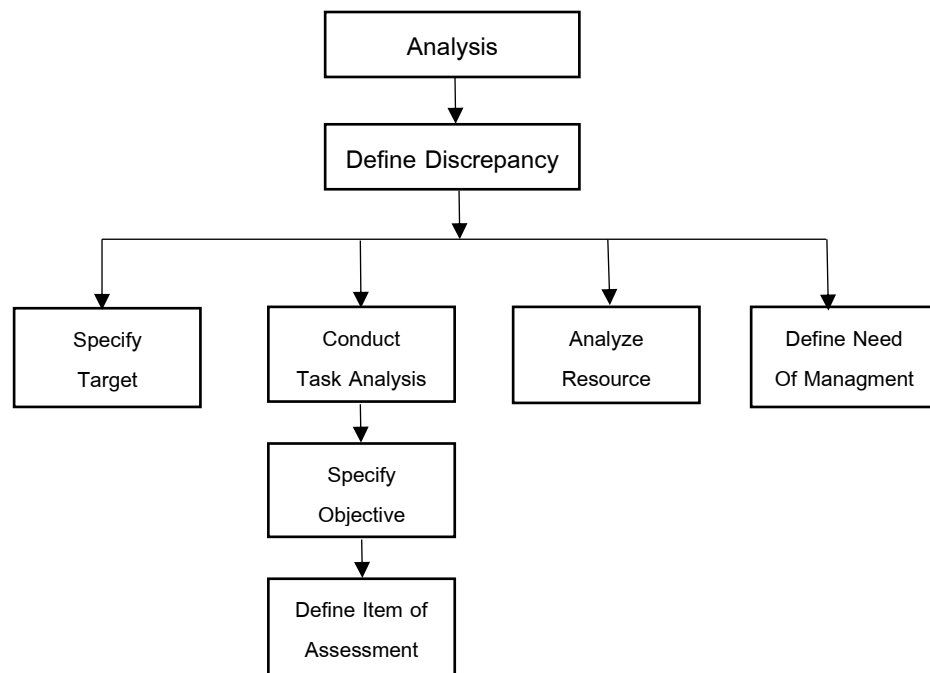 Analysis
Define Discrepancy
Specify
Target
Conduct
Task Analysis
Analyze
Resource
Define Need
Of Managment
Specify
Objective
Define Item of
Assessment